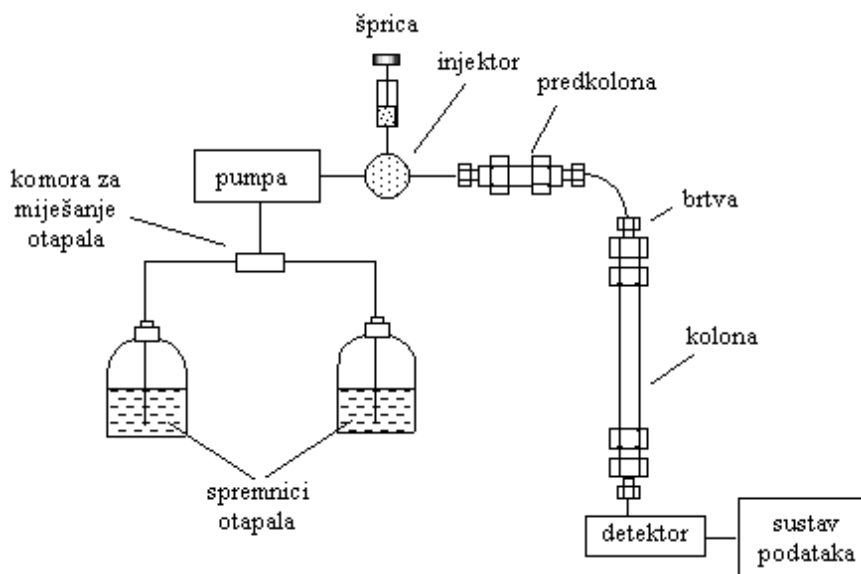 šprica
injektor
predkolona
pumpa
komora za
miješanje
otapala
brtva
kolona
spremnici
otapala
detektor
sustav
podataka